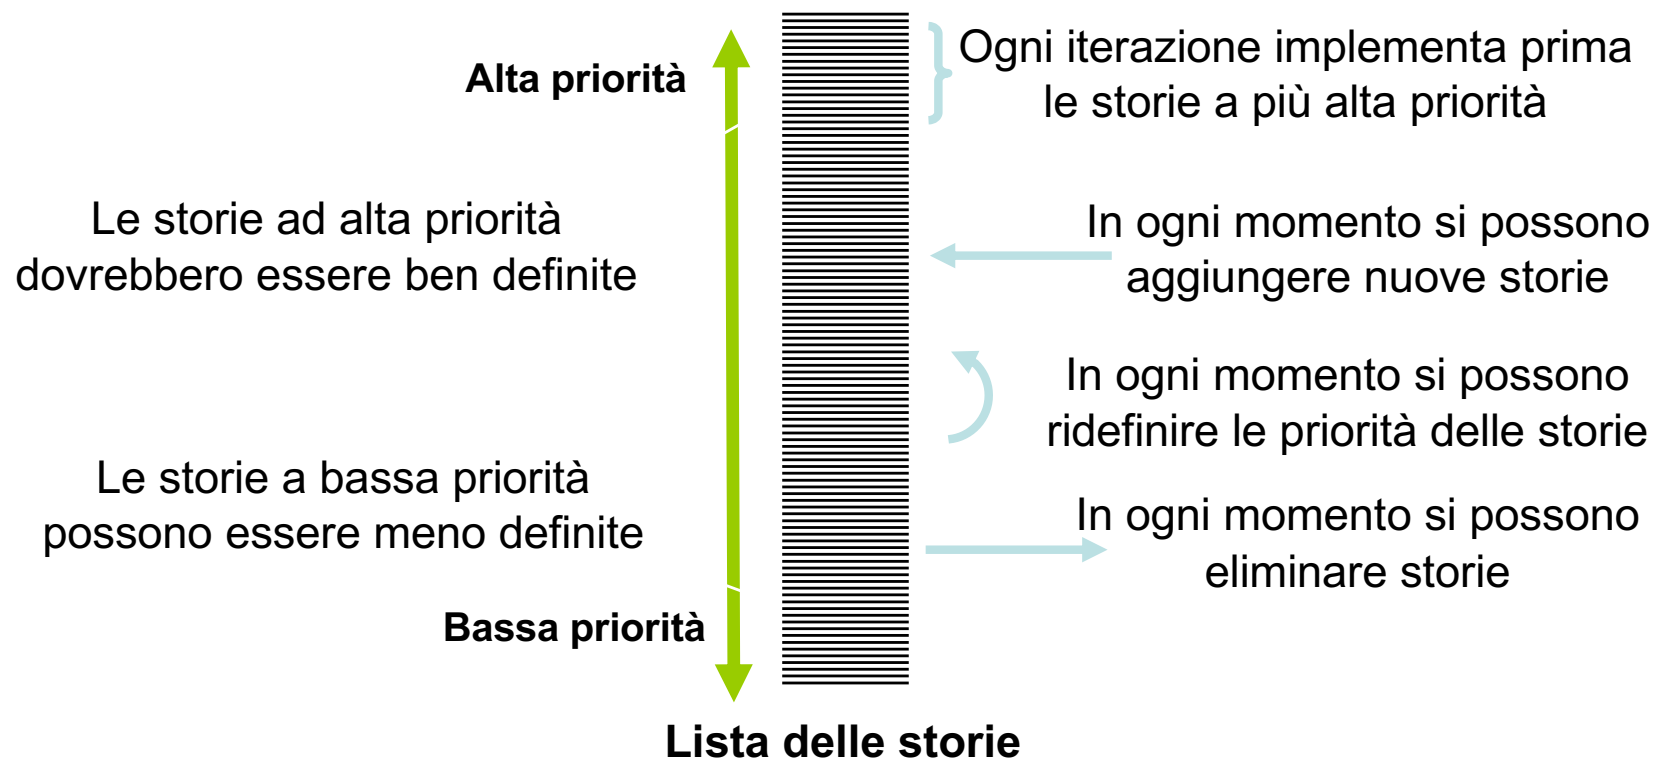 Alta priorità
Ogni iterazione implementa prima
le storie a più alta priorità
Le storie ad alta priorità
dovrebbero essere ben definite
In ogni momento si possono
aggiungere nuove storie
In ogni momento si possono
ridefinire le priorità delle storie
Le storie a bassa priorità
possono essere meno definite
In ogni momento si possono
eliminare storie
Bassa priorità
Lista delle storie